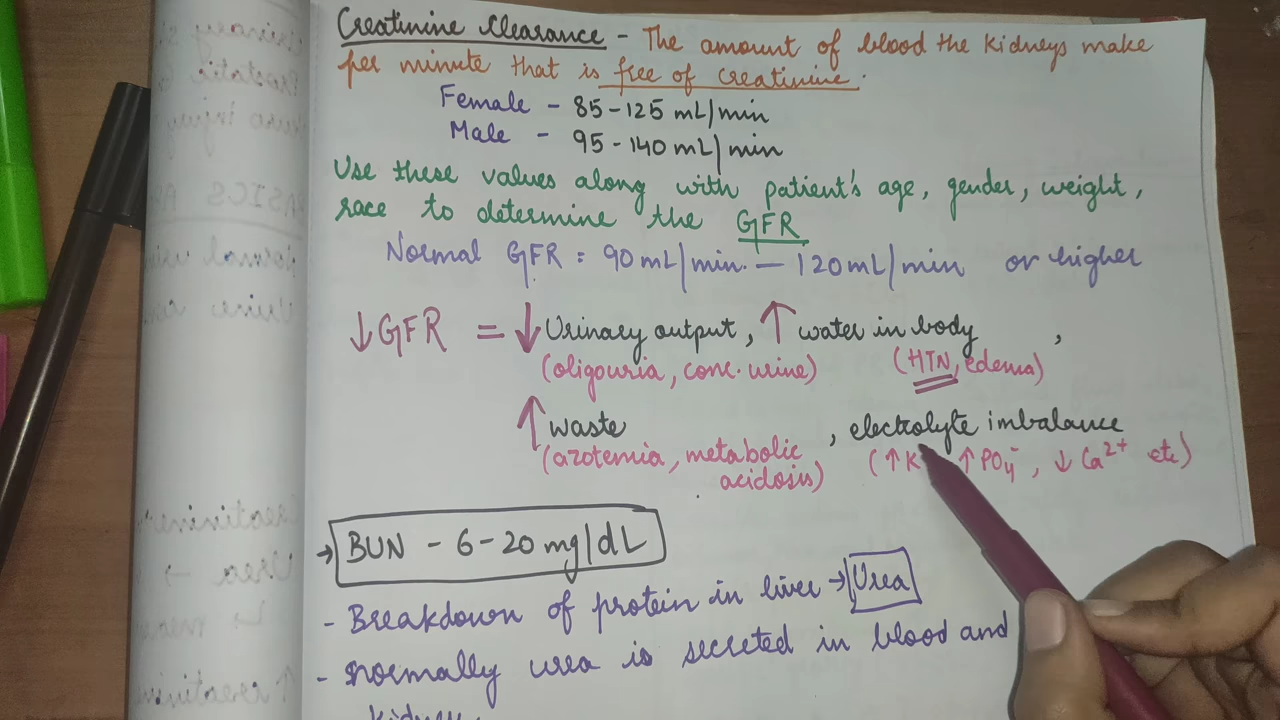 Creatinine Clearance - The amount of blood the kidneys make
per minute that is free of creatinine.
Female - 85-125 mL/min
Male - 95-140 mL/min
Use these values along with patient's age, gender, weight,
race to determine the GFR
Normal GFR = 90 mL/min. — 120 mL/min or higher
↓GFR = ↓ Urinary output, ↑ water in body ,
(oligouria, conc. urine) (HTN, edema)
↑ waste , electrolyte imbalance
(azotemia, metabolic acidosis) (↑K ↑PO4-, ↓ Ca2+ etc)
→ BUN - 6-20 mg/dL
- Breakdown of protein in liver → Urea
- normally urea is secreted in blood and
kidney